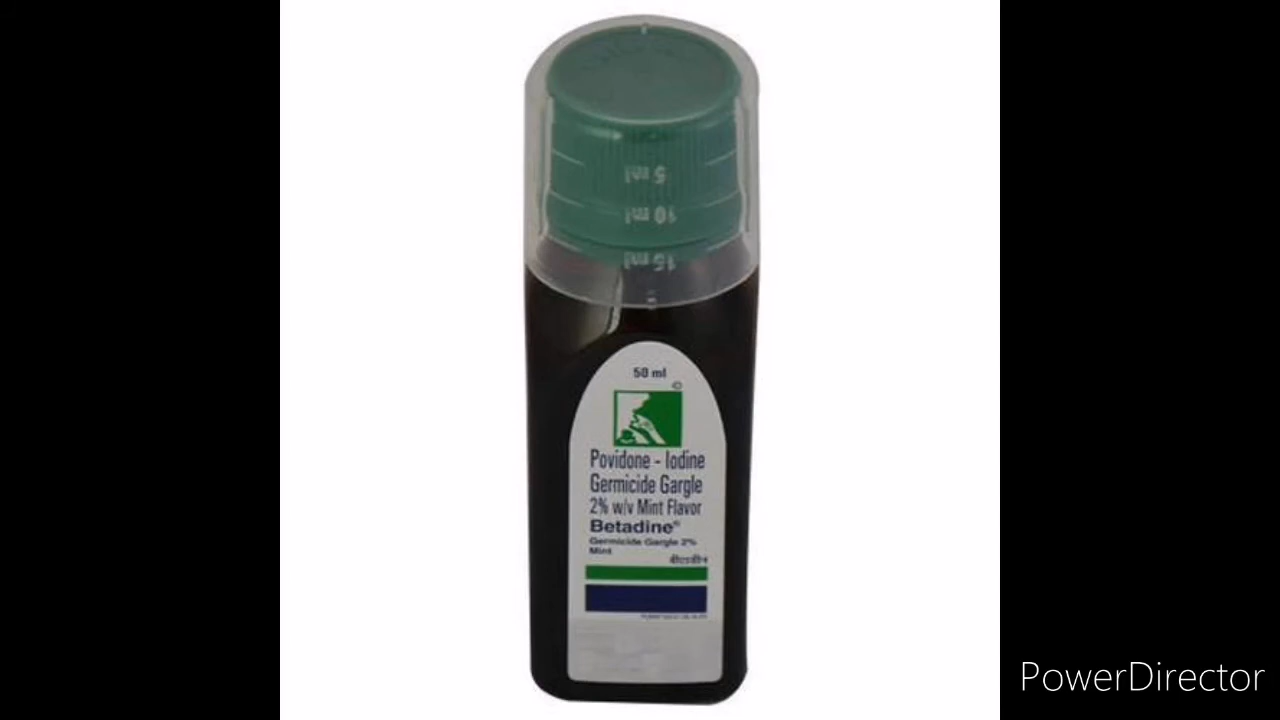 5 ml
10 ml
15 ml
50 ml
©
Povidone - Iodine
Germicide Gargle
2% w/v Mint Flavor
Betadine®
Germicide Gargle 2%
Mint
बीटाडीन
PowerDirector